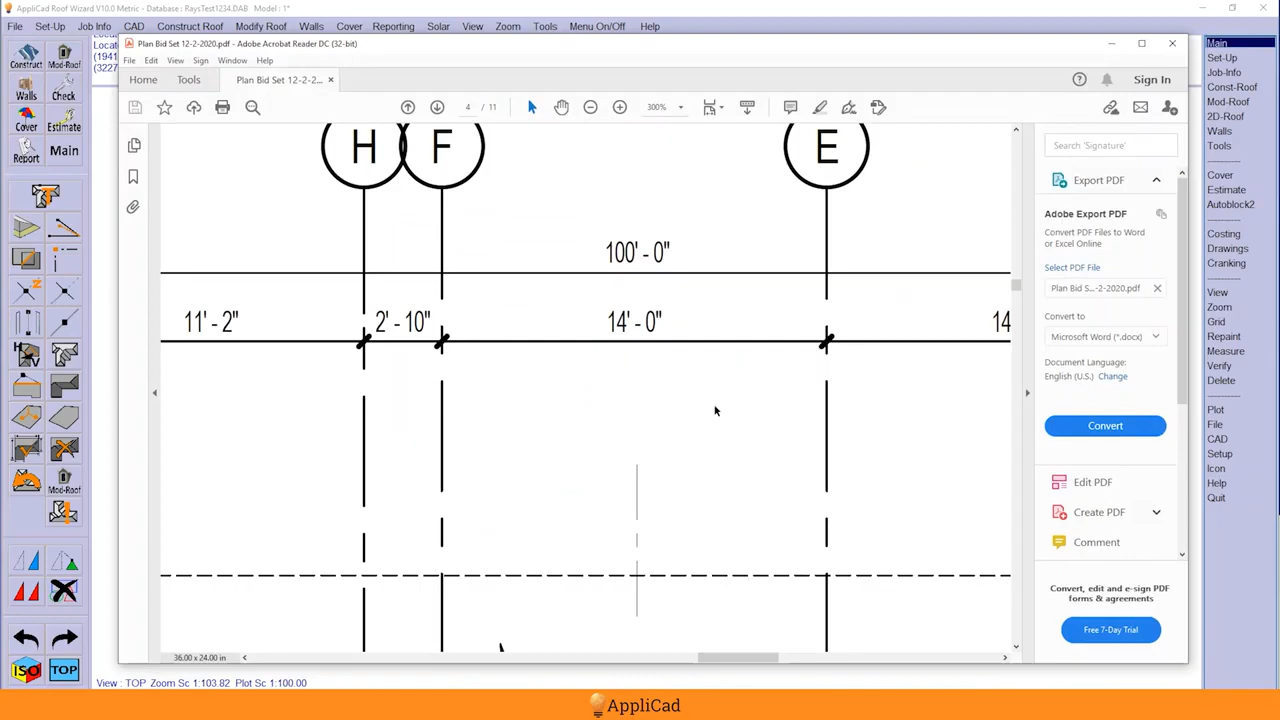 AppliCad Roof Wizard V10.0 Metric - Database : RaysTest1234.DAB Model : 1*
File Set-Up Job Info CAD Construct Roof Modify Roof Walls Cover Reporting Solar View Zoom Tools Menu On/Off Help
Locat
(1941
(3227
Plan Bid Set 12-2-2020.pdf - Adobe Acrobat Reader DC (32-bit)
File Edit View Sign Window Help
Home Tools Plan Bid Set 12-2-2... × Sign In
4 / 11 300%
Construct Mod-Roof
Walls Check
Cover Estimate
Report Main
Mod-Roof
ISO TOP
H F E
100' - 0"
11' - 2" 2' - 10" 14' - 0" 14
36.00 x 24.00 in
Search 'Signature'
Export PDF
Adobe Export PDF
Convert PDF Files to Word
or Excel Online
Select PDF File
Plan Bid S...-2-2020.pdf
Convert to
Microsoft Word (*.docx)
Document Language:
English (U.S.) Change
Convert
Edit PDF
Create PDF
Comment
Convert, edit and e-sign PDF
forms & agreements
Free 7-Day Trial
Main
Set-Up
Job-Info
Const-Roof
Mod-Roof
2D-Roof
Walls
Tools
Cover
Estimate
Autoblock2
Costing
Drawings
Cranking
View
Zoom
Grid
Repaint
Measure
Verify
Delete
Plot
File
CAD
Setup
Icon
Help
Quit
View : TOP Zoom Sc 1:103.82 Plot Sc 1:100.00
AppliCad